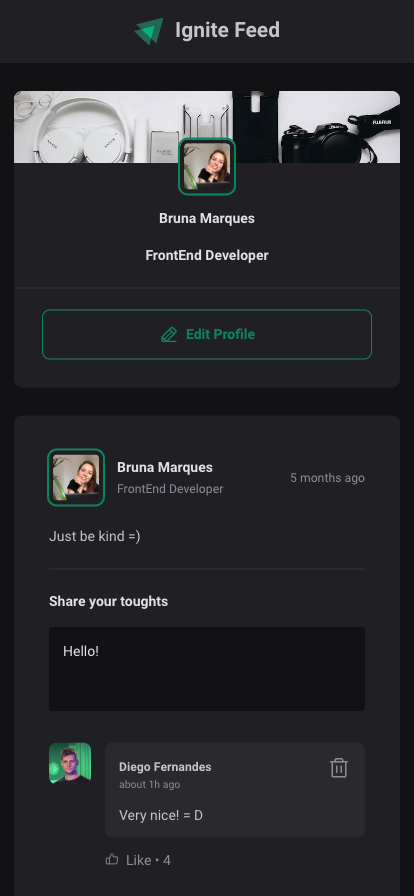 Ignite Feed
FUJIFILM
Bruna Marques
FrontEnd Developer
Edit Profile
Bruna Marques
FrontEnd Developer
5 months ago
Just be kind =)
Share your toughts
Hello!
Diego Fernandes
about 1h ago
Very nice! = D
Like • 4